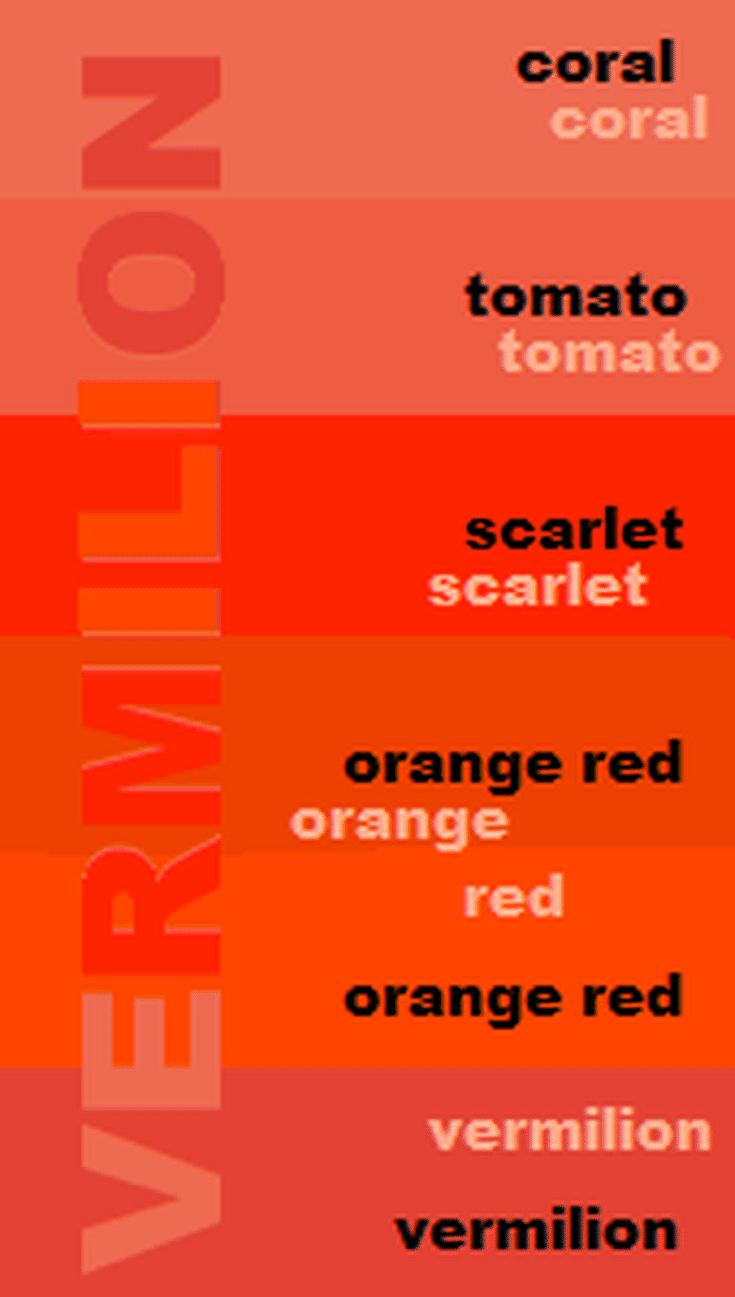 VERMILION
coral
coral
tomato
tomato
scarlet
scarlet
orange red
orange
red
orange red
vermilion
vermilion